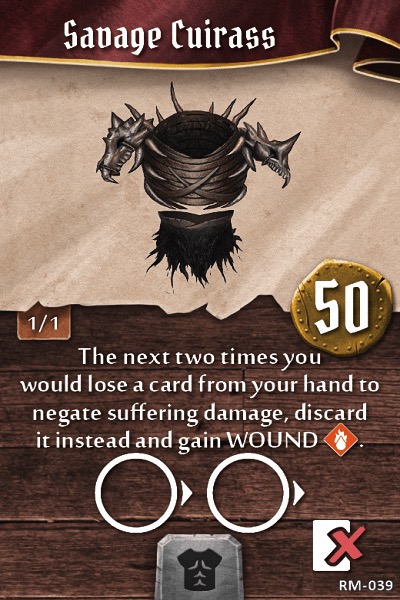 Savage Cuirass
50
1/1
The next two times you
would lose a card from your hand to
negate suffering damage, discard
it instead and gain WOUND .
RM-039